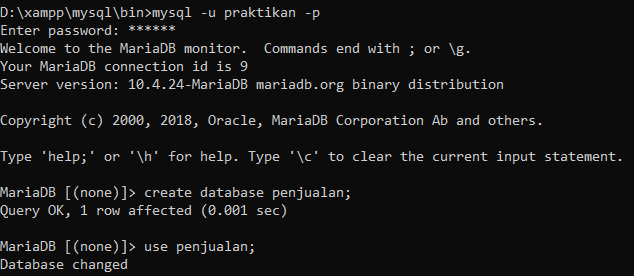 D:\xampp\mysql\bin>mysql -u praktikan -p
Enter password: ******
Welcome to the MariaDB monitor.  Commands end with ; or \g.
Your MariaDB connection id is 9
Server version: 10.4.24-MariaDB mariadb.org binary distribution

Copyright (c) 2000, 2018, Oracle, MariaDB Corporation Ab and others.

Type 'help;' or '\h' for help. Type '\c' to clear the current input statement.

MariaDB [(none)]> create database penjualan;
Query OK, 1 row affected (0.001 sec)

MariaDB [(none)]> use penjualan;
Database changed